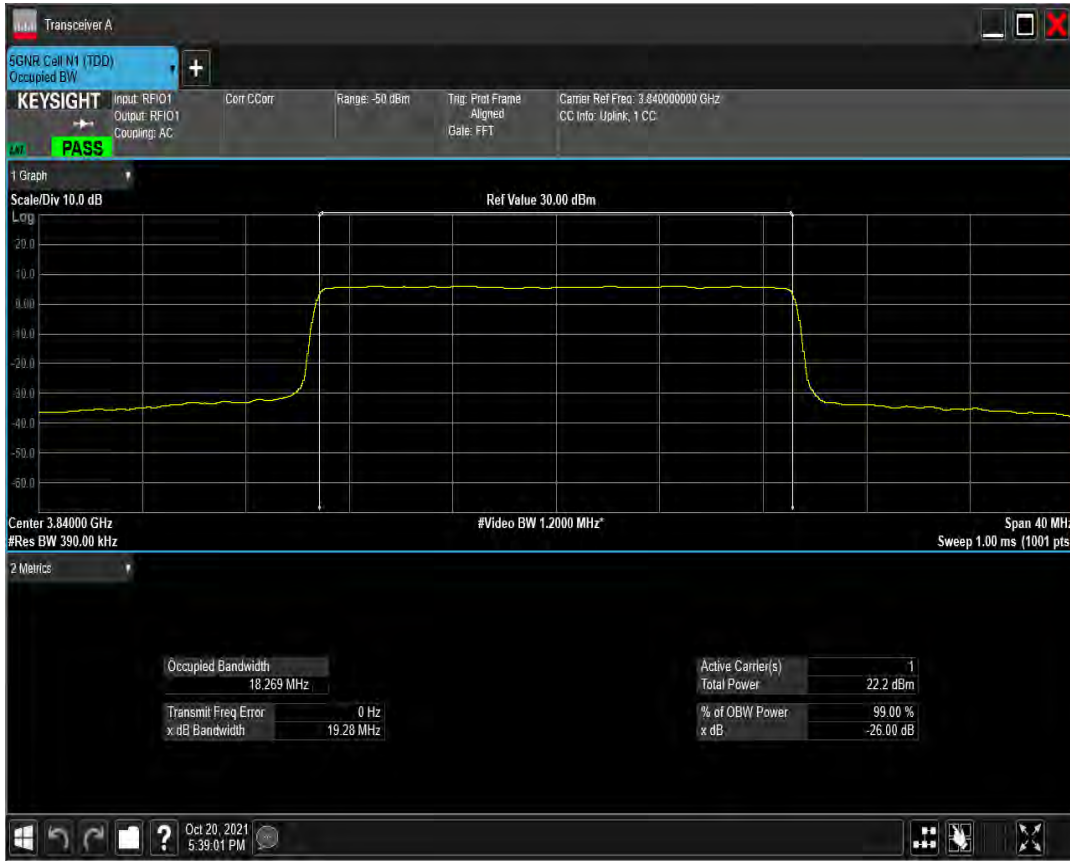 Transceiver A
5GNR Cell N1 (TDD)
Occupied BW
+
KEYSIGHT
Input: RFIO1
Output: RFIO1
Coupling: AC
Corr CCorr
Range: -50 dBm
Trig: Prot Frame
Aligned
Gate: FFT
Carrier Ref Freq: 3.840000000 GHz
CC Info: Uplink, 1 CC
PASS
1 Graph
Scale/Div 10.0 dB
Ref Value 30.00 dBm
Log
20.0
10.0
0.00
-10.0
-20.0
-30.0
-40.0
-50.0
-60.0
Center 3.84000 GHz
#Video BW 1.2000 MHz*
Span 40 MHz
#Res BW 390.00 kHz
Sweep 1.00 ms (1001 pts
2 Metrics
Occupied Bandwidth
18.269 MHz
Transmit Freq Error 0 Hz
x dB Bandwidth 19.28 MHz
Active Carrier(s) 1
Total Power 22.2 dBm
% of OBW Power 99.00 %
x dB -26.00 dB
?
Oct 20, 2021
5:39:01 PM